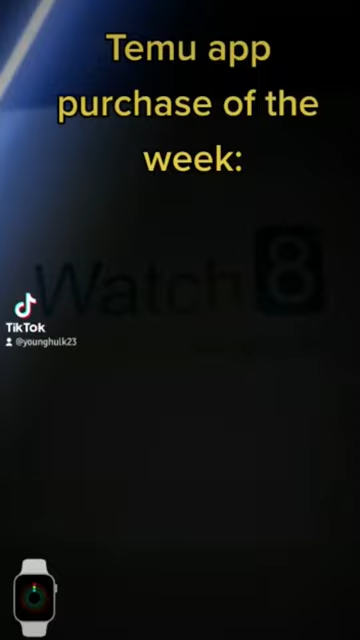 Temu app
purchase of the
week:
Watch 8
TikTok
@younghulk23